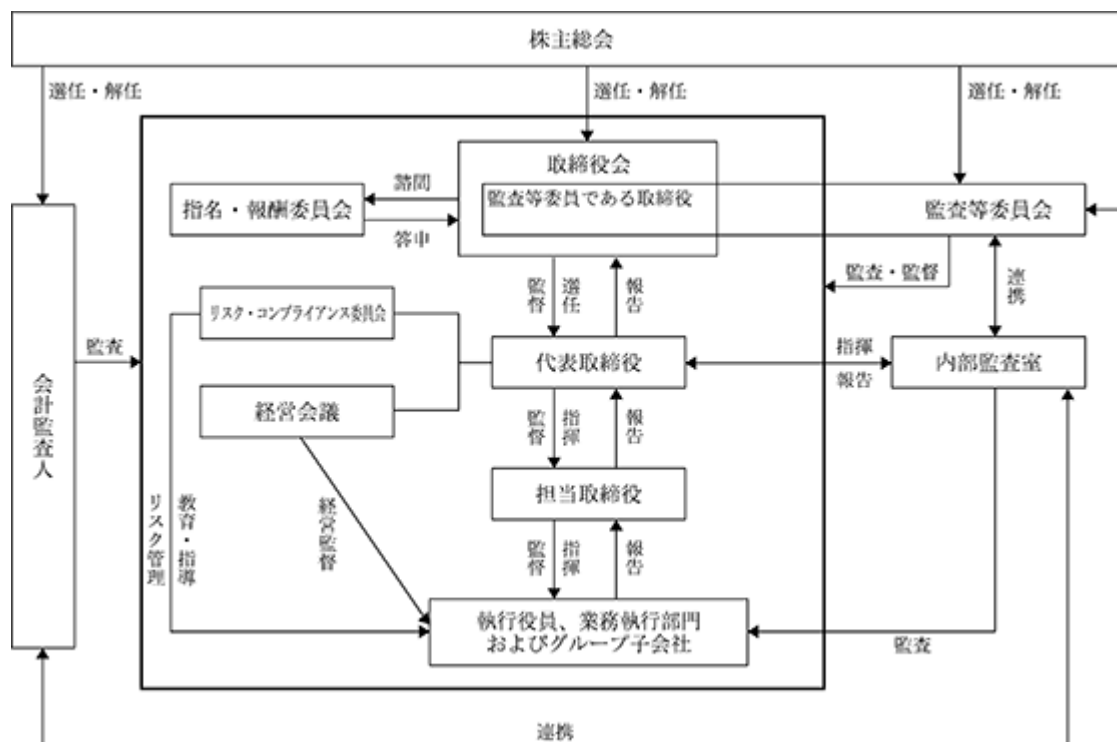 株主総会
選任・解任
選任・解任
選任・解任
取締役会
監査等委員である取締役
監査等委員会
指名・報酬委員会
諮問
答申
監査・監督
連携
監督
選任
報告
リスク・コンプライアンス委員会
代表取締役
指揮
報告
内部監査室
監査
会計監査人
経営会議
監督
指揮
報告
担当取締役
リスク管理
教育・指導
経営監督
監督
指揮
報告
執行役員、業務執行部門
およびグループ子会社
監査
連携